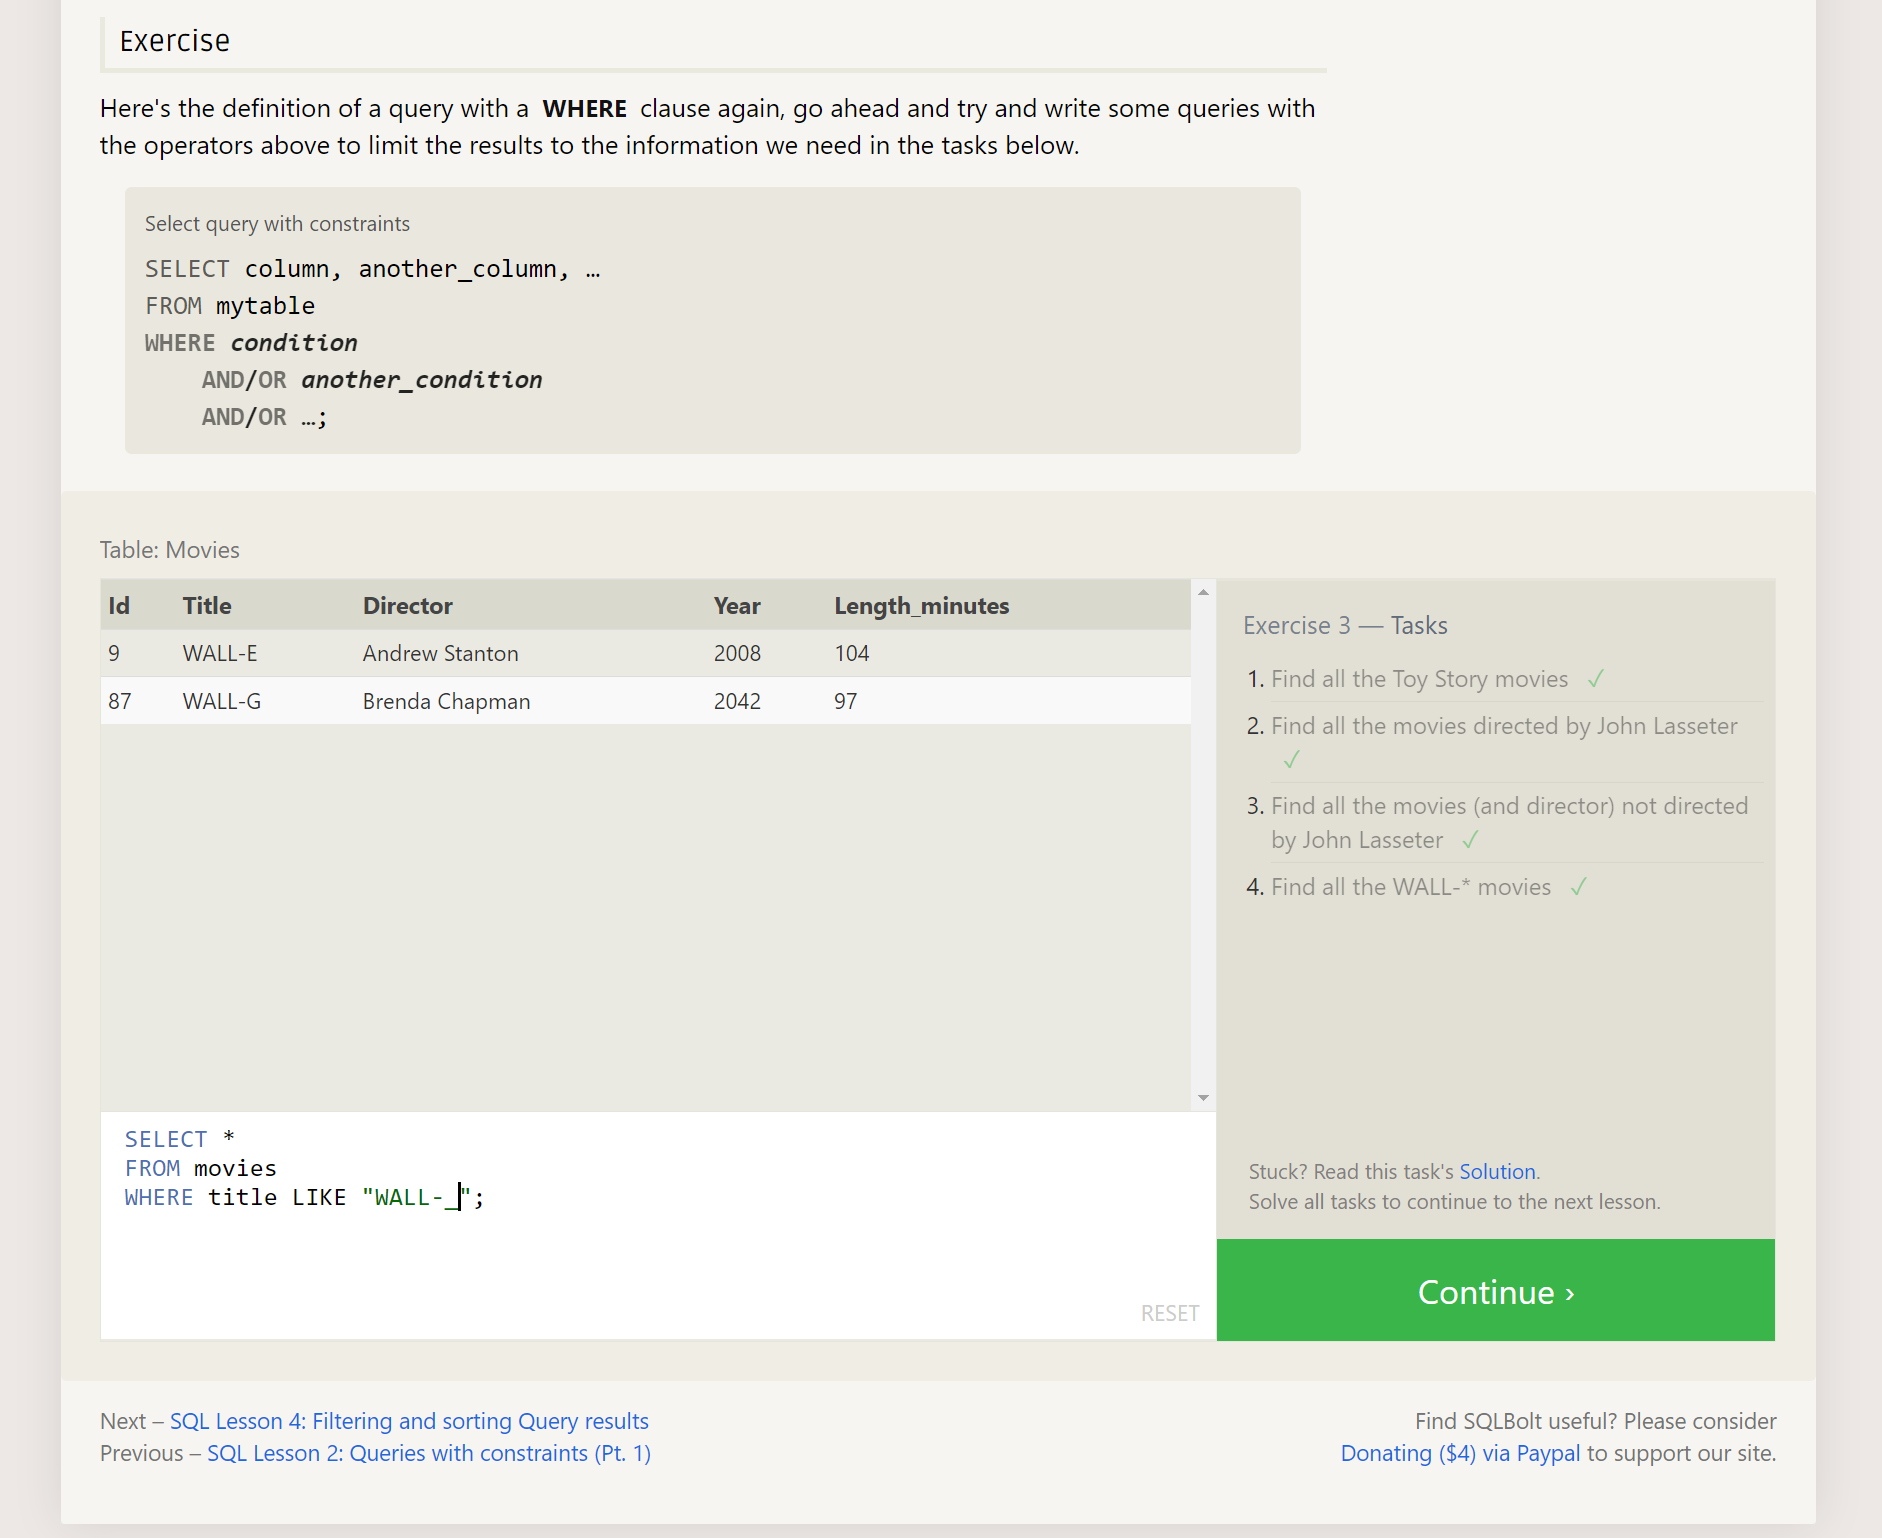 Exercise
Here's the definition of a query with a WHERE clause again, go ahead and try and write some queries with
the operators above to limit the results to the information we need in the tasks below.
Select query with constraints
SELECT column, another_column, …
FROM mytable
WHERE condition
AND/OR another_condition
AND/OR …;
Table: Movies
Id Title Director Year Length_minutes
9 WALL-E Andrew Stanton 2008 104
87 WALL-G Brenda Chapman 2042 97
SELECT *
FROM movies
WHERE title LIKE "WALL-_";
RESET
Exercise 3 — Tasks
1. Find all the Toy Story movies ✓
2. Find all the movies directed by John Lasseter
✓
3. Find all the movies (and director) not directed
by John Lasseter ✓
4. Find all the WALL-* movies ✓
Stuck? Read this task's Solution.
Solve all tasks to continue to the next lesson.
Continue ›
Next – SQL Lesson 4: Filtering and sorting Query results
Previous – SQL Lesson 2: Queries with constraints (Pt. 1)
Find SQLBolt useful? Please consider
Donating ($4) via Paypal to support our site.